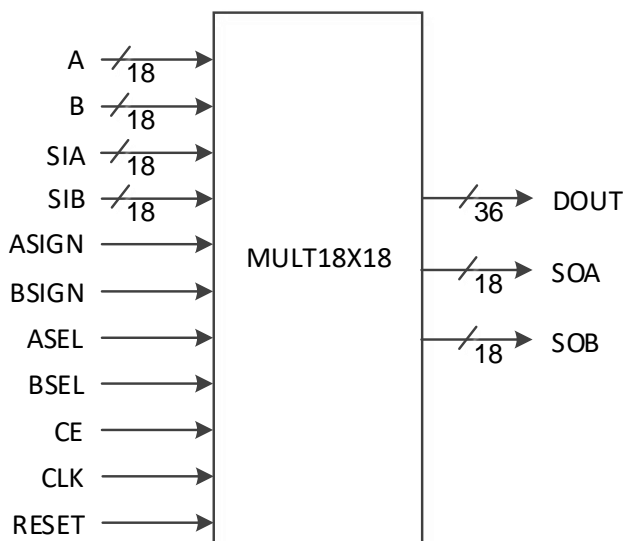 A
18
B
18
SIA
18
SIB
18
ASIGN
BSIGN
ASEL
BSEL
CE
CLK
RESET
MULT18X18
36
DOUT
18
SOA
18
SOB